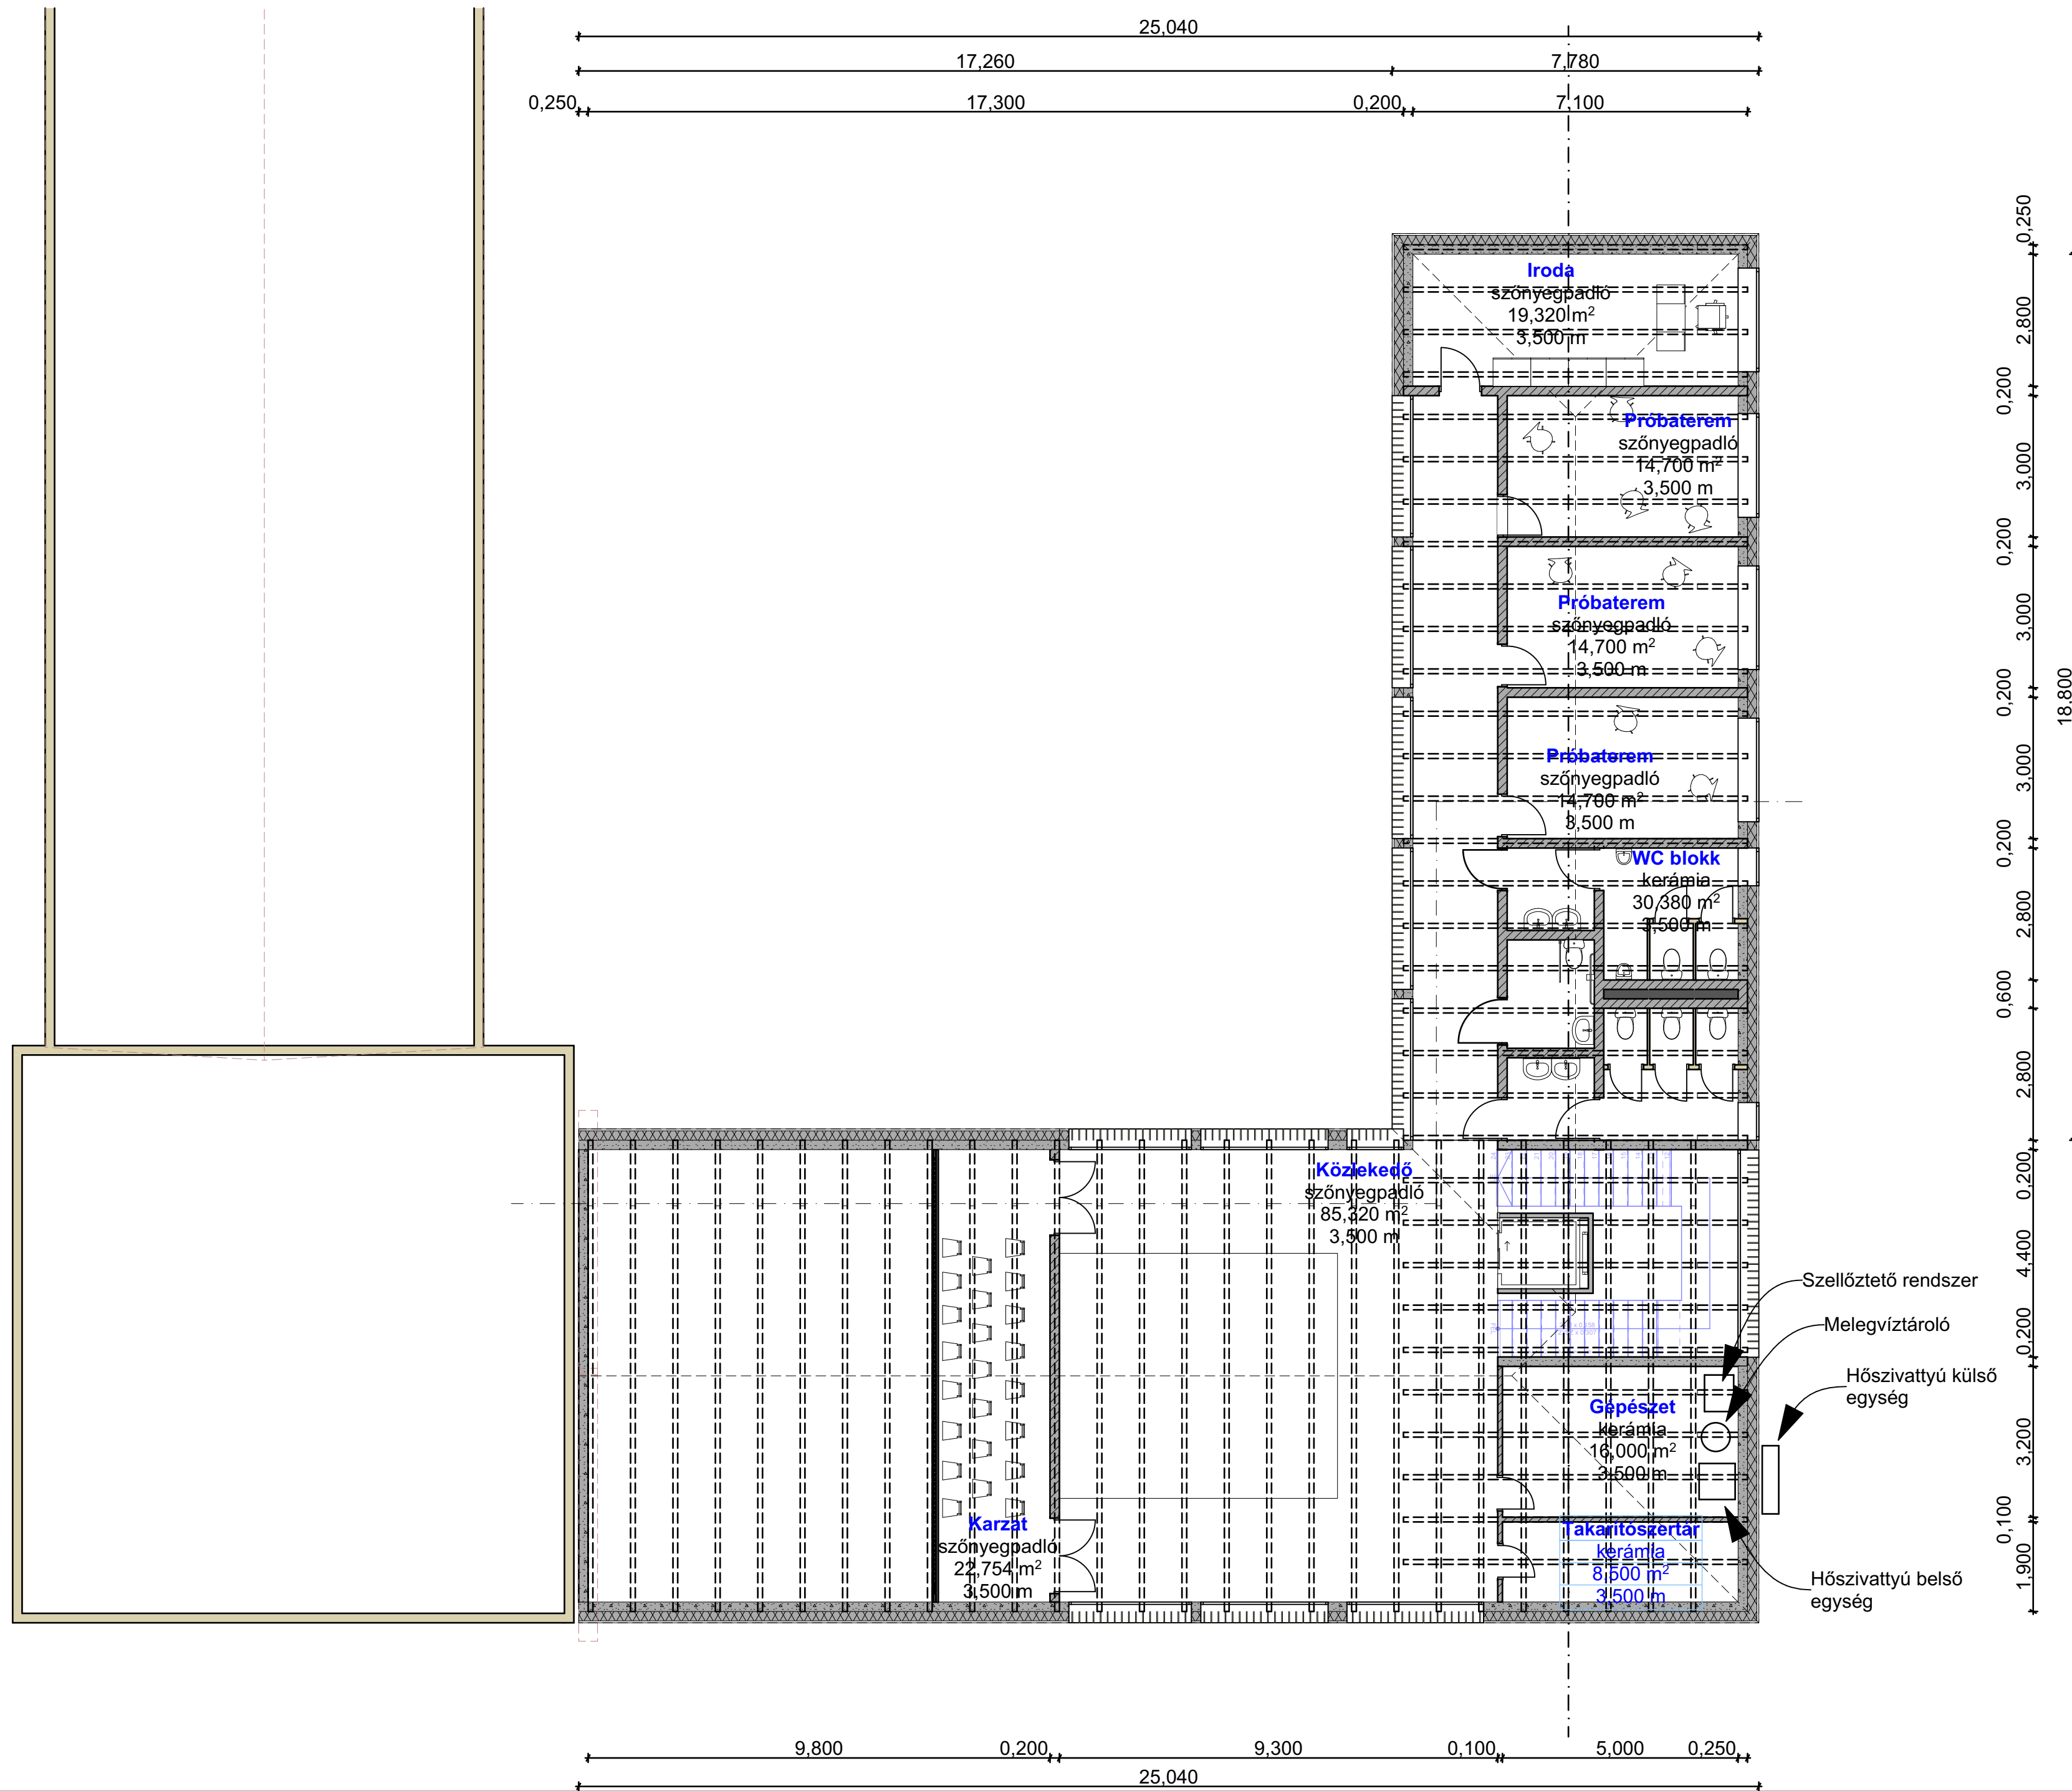 25,040
17,260
7,780
0,250
17,300
0,200
7,100
0,250
2,800
0,200
3,000
0,200
3,000
0,200
3,000
0,200
2,800
0,600
2,800
0,200
4,400
0,200
3,200
0,100
1,900
18,800
Iroda
szőnyegpadló
19,320 m²
3,500 m
Próbaterem
szőnyegpadló
14,700 m²
3,500 m
Próbaterem
szőnyegpadló
14,700 m²
3,500 m
Próbaterem
szőnyegpadló
14,700 m²
3,500 m
WC blokk
kerámia
30,380 m²
3,500 m
Közlekedő
szőnyegpadló
85,320 m²
3,500 m
Szellőztető rendszer
Melegvíztároló
Hőszivattyú külső
egység
Gépészet
kerámia
16,000 m²
3,500 m
Karzat
szőnyegpadló
22,754 m²
3,500 m
Takarítószertár
kerámia
8,500 m²
3,500 m
Hőszivattyú belső
egység
9,800
0,200
9,300
0,100
5,000
0,250
25,040